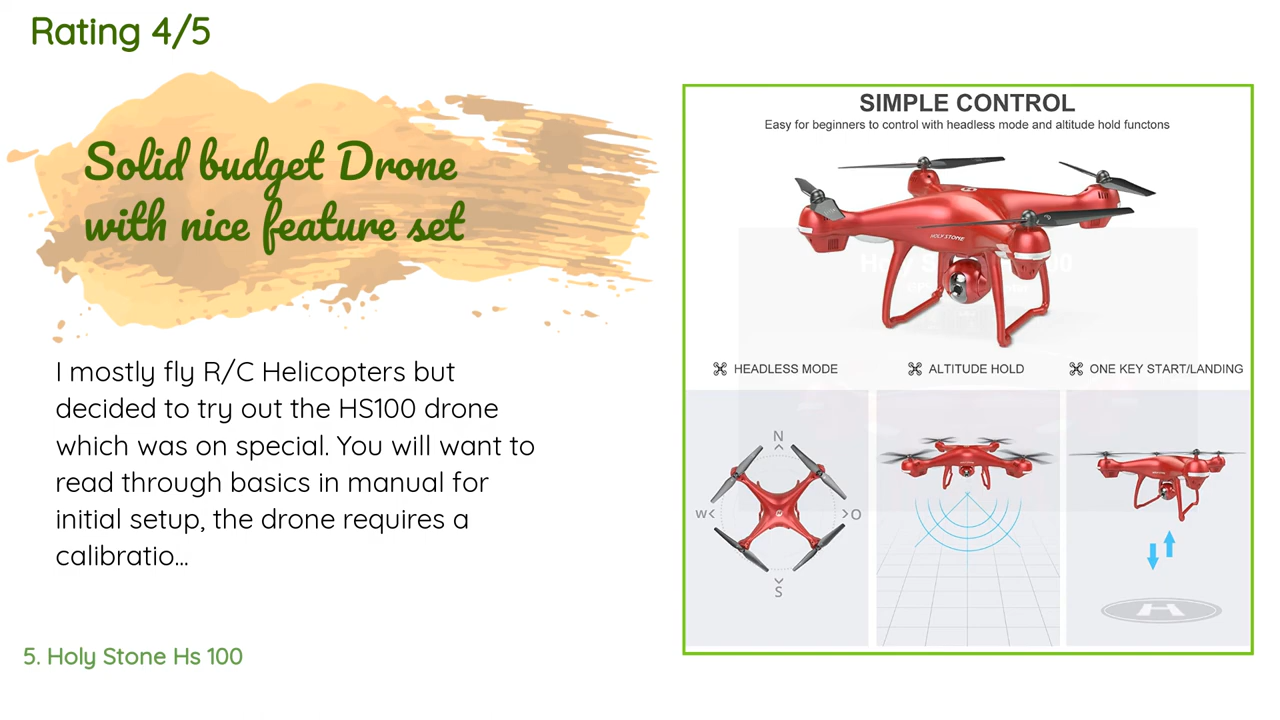 Rating 4/5
Solid budget Drone
with nice feature set
I mostly fly R/C Helicopters but
decided to try out the HS100 drone
which was on special. You will want to
read through basics in manual for
initial setup, the drone requires a
calibratio...
5. Holy Stone Hs 100
SIMPLE CONTROL
Easy for beginners to control with headless mode and altitude hold functons
HOLY STONE
HEADLESS MODE
ALTITUDE HOLD
ONE KEY START/LANDING
N
W
O
S
H